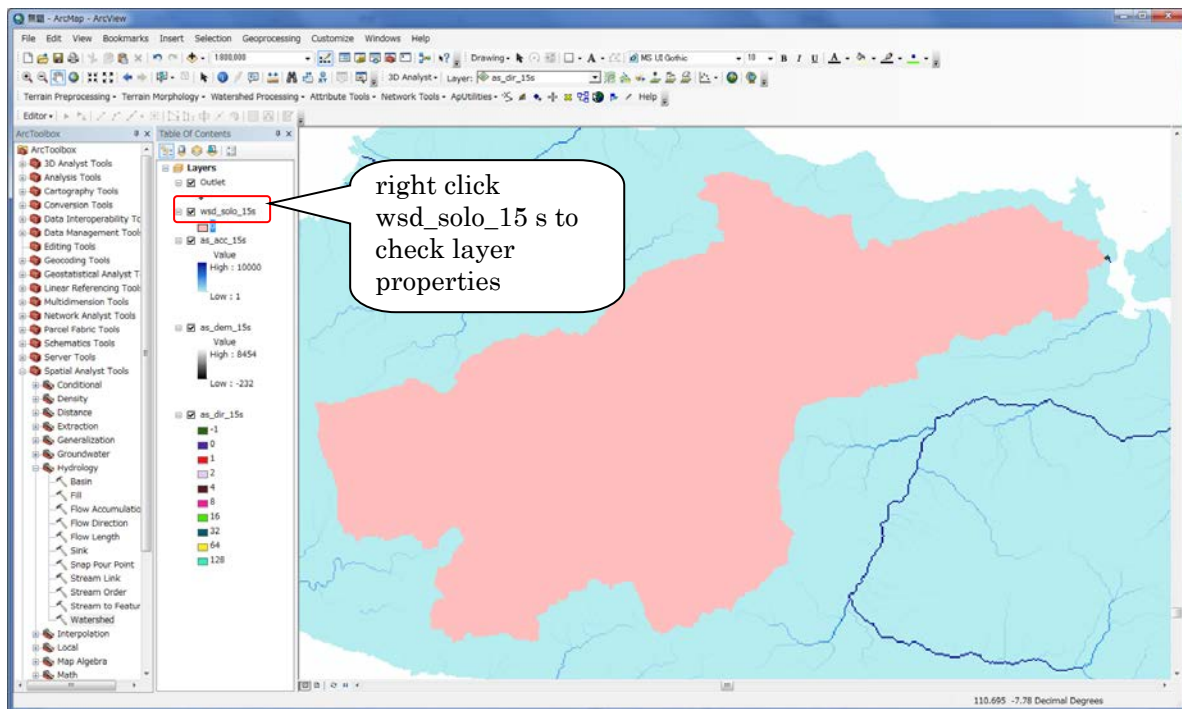 無題 - ArcMap - ArcView
File Edit View Bookmarks Insert Selection Geoprocessing Customize Windows Help
1:800,000 Drawing MS UI Gothic 10 B I U A
3D Analyst Layer: as_dir_15s
Terrain Preprocessing Terrain Morphology Watershed Processing Attribute Tools Network Tools ApUtilities Help
Editor
ArcToolbox
ArcToolbox
3D Analyst Tools
Analysis Tools
Cartography Tools
Conversion Tools
Data Interoperability Tc
Data Management Tool
Editing Tools
Geocoding Tools
Geostatistical Analyst T
Linear Referencing Tool
Multidimension Tools
Network Analyst Tools
Parcel Fabric Tools
Schematics Tools
Server Tools
Spatial Analyst Tools
Conditional
Density
Distance
Extraction
Generalization
Groundwater
Hydrology
Basin
Fill
Flow Accumulatio
Flow Direction
Flow Length
Sink
Snap Pour Point
Stream Link
Stream Order
Stream to Featur
Watershed
Interpolation
Local
Map Algebra
Math
Table Of Contents
Layers
Outlet
wsd_solo_15s
as_acc_15s
Value
High : 10000
Low : 1
as_dem_15s
Value
High : 8454
Low : -232
as_dir_15s
-1
0
1
2
4
8
16
32
64
128
right click
wsd_solo_15 s to
check layer
properties
110.695 -7.78 Decimal Degrees